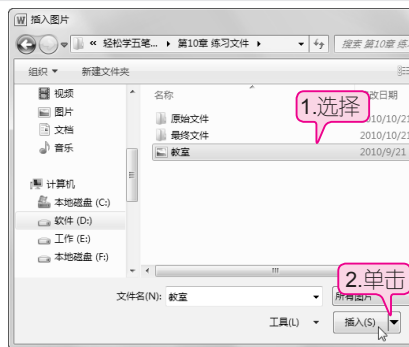 插入图片
« 轻松学五笔... ▸ 第10章 练习文件 ▸
搜索 第10章 练
组织 ▼ 新建文件夹
视频
图片
文档
音乐
计算机
本地磁盘 (C:)
软件 (D:)
工作 (E:)
本地磁盘 (F:)
名称
改日期
原始文件 2010/10/21
最终文件 2010/10/21
教室 2010/9/21
1.选择
2.单击
文件名(N): 教室
所有图片
工具(L) ▼ 插入(S) ▼